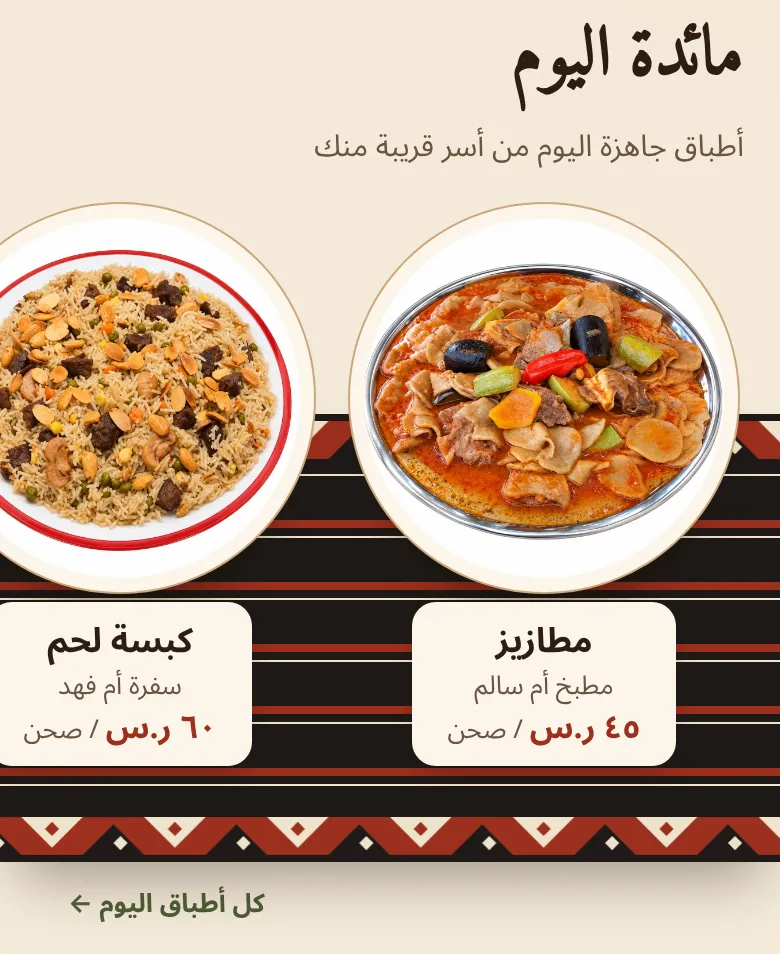 مائدة اليوم
أطباق جاهزة اليوم من أسر قريبة منك
مطازيز
مطبخ أم سالم
٤٥ ر.س / صحن
كبسة لحم
سفرة أم فهد
٦٠ ر.س / صحن
كل أطباق اليوم ←